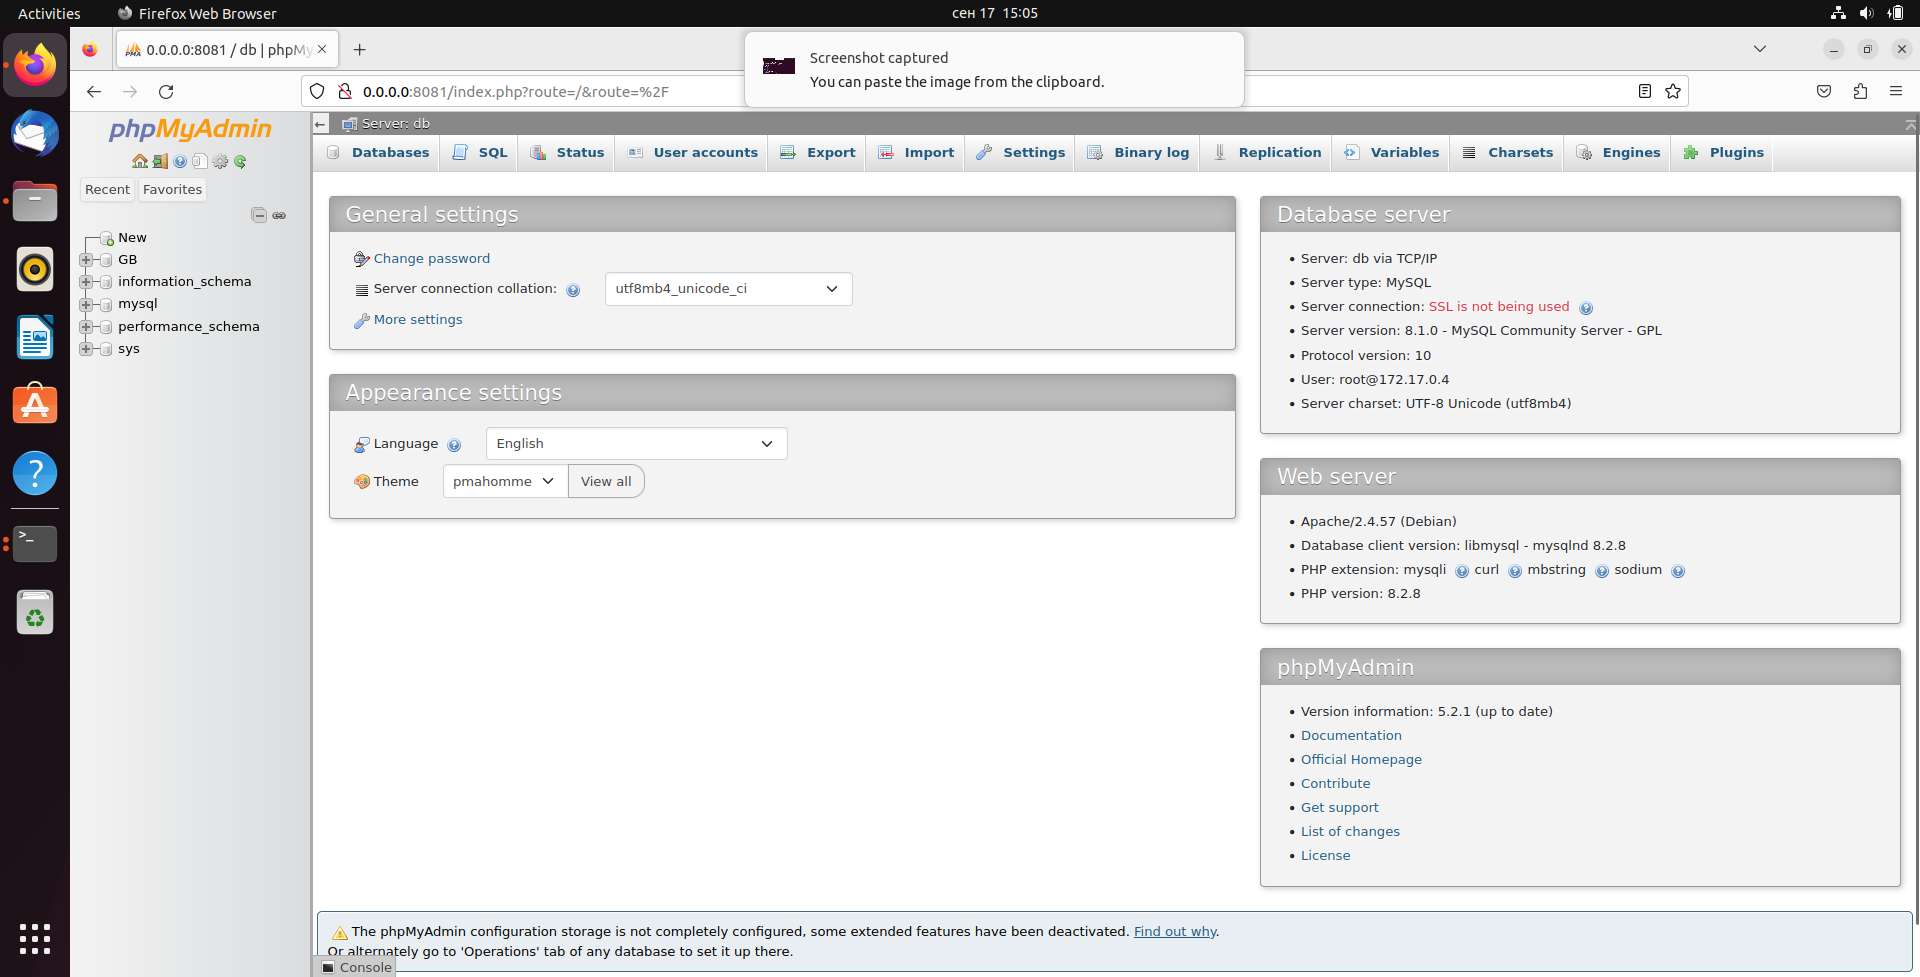 Activities
Firefox Web Browser
сен 17 15:05
0.0.0.0:8081 / db | phpMy
Screenshot captured
You can paste the image from the clipboard.
0.0.0.0:8081/index.php?route=/&route=%2F
phpMyAdmin
Recent
Favorites
New
GB
information_schema
mysql
performance_schema
sys
Server: db
Databases
SQL
Status
User accounts
Export
Import
Settings
Binary log
Replication
Variables
Charsets
Engines
Plugins
General settings
Change password
Server connection collation:
utf8mb4_unicode_ci
More settings
Appearance settings
Language
English
Theme
pmahomme
View all
Database server
Server: db via TCP/IP
Server type: MySQL
Server connection: SSL is not being used
Server version: 8.1.0 - MySQL Community Server - GPL
Protocol version: 10
User: root@172.17.0.4
Server charset: UTF-8 Unicode (utf8mb4)
Web server
Apache/2.4.57 (Debian)
Database client version: libmysql - mysqlnd 8.2.8
PHP extension: mysqli curl mbstring sodium
PHP version: 8.2.8
phpMyAdmin
Version information: 5.2.1 (up to date)
Documentation
Official Homepage
Contribute
Get support
List of changes
License
The phpMyAdmin configuration storage is not completely configured, some extended features have been deactivated. Find out why.
Or alternately go to 'Operations' tab of any database to set it up there.
Console